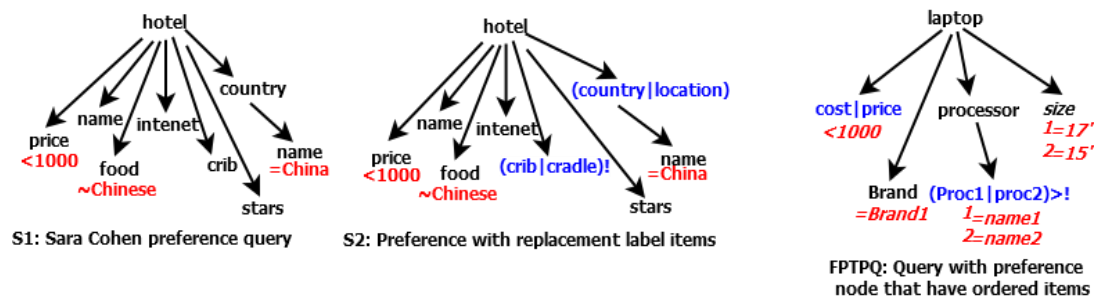 hotel
country
name
intenet
price
<1000
food
~Chinese
crib
name
=China
stars
S1: Sara Cohen preference query
hotel
(country|location)
name
intenet
price
<1000
food
~Chinese
(crib|cradle)!
name
=China
stars
S2: Preference with replacement label items
laptop
cost|price
<1000
processor
size
1=17"
2=15"
Brand
=Brand1
(Proc1|proc2)>!
1=name1
2=name2
FPTPQ: Query with preference
node that have ordered items